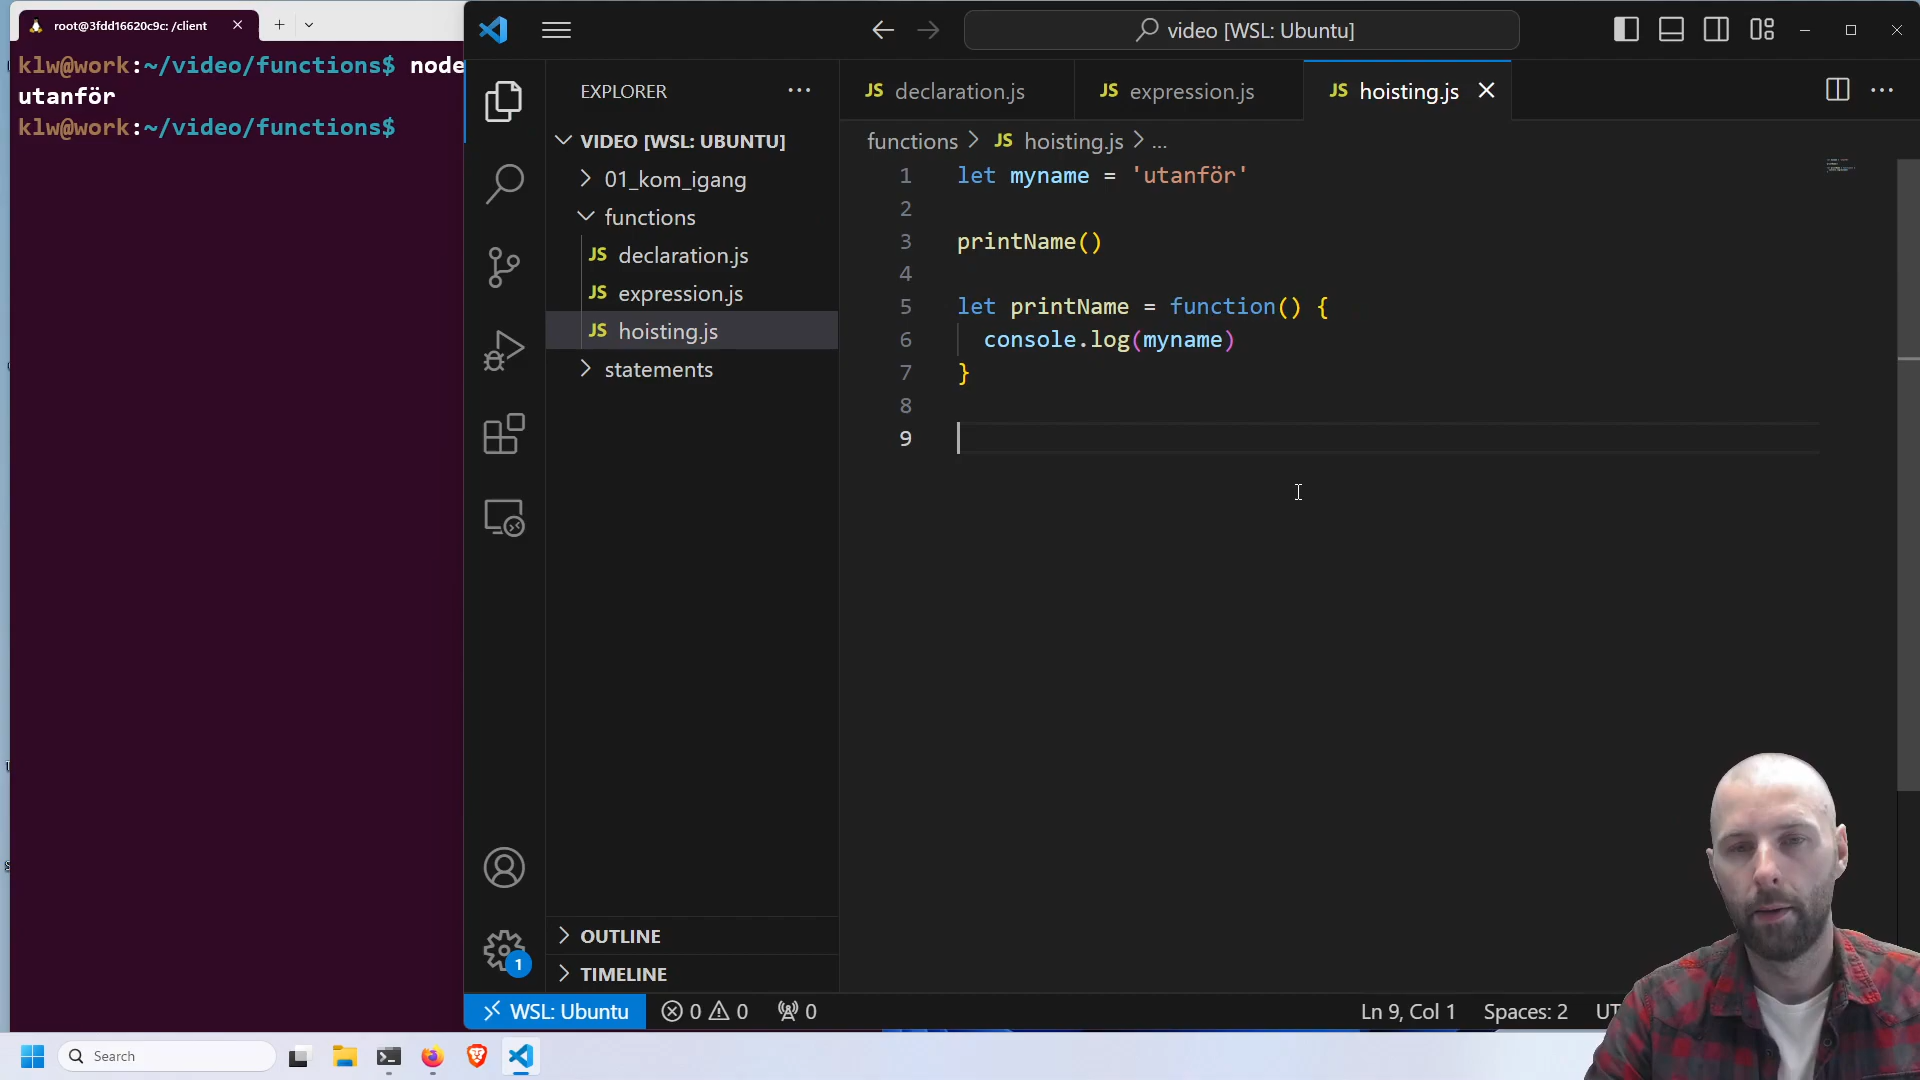 root@3fdd16620c9c: /client
klw@work:~/video/functions$ node
utanför
klw@work:~/video/functions$
video [WSL: Ubuntu]
EXPLORER
VIDEO [WSL: UBUNTU]
01_kom_igang
functions
JS declaration.js
JS expression.js
JS hoisting.js
statements
OUTLINE
TIMELINE
JS declaration.js
JS expression.js
JS hoisting.js
functions > JS hoisting.js > ...
1 let myname = 'utanför'
2
3 printName()
4
5 let printName = function() {
6 console.log(myname)
7 }
8
9
1
WSL: Ubuntu
0 0
0
Ln 9, Col 1
Spaces: 2
UT
Search